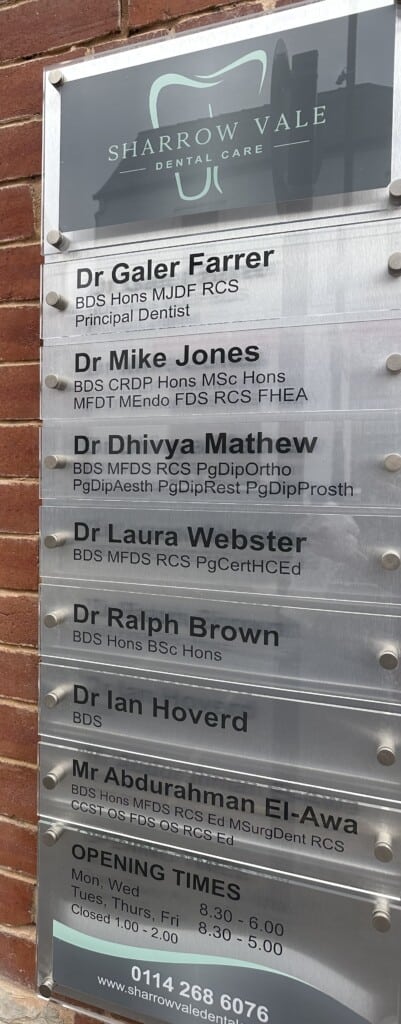 SHARROW VALE
DENTAL CARE
Dr Galer Farrer
BDS Hons MJDF RCS
Principal Dentist
Dr Mike Jones
BDS CRDP Hons MSc Hons
MFDT MEndo FDS RCS FHEA
Dr Dhivya Mathew
BDS MFDS RCS PgDipOrtho
PgDipAesth PgDipRest PgDipProsth
Dr Laura Webster
BDS MFDS RCS PgCertHCEd
Dr Ralph Brown
BDS Hons BSc Hons
Dr Ian Hoverd
BDS
Mr Abdurahman El-Awa
BDS Hons MFDS RCS Ed MSurgDent RCS
CCST OS FDS OS RCS Ed
OPENING TIMES
Mon, Wed 8.30 - 6.00
Tues, Thurs, Fri 8.30 - 5.00
Closed 1.00 - 2.00
0114 268 6076
www.sharrowvaledental